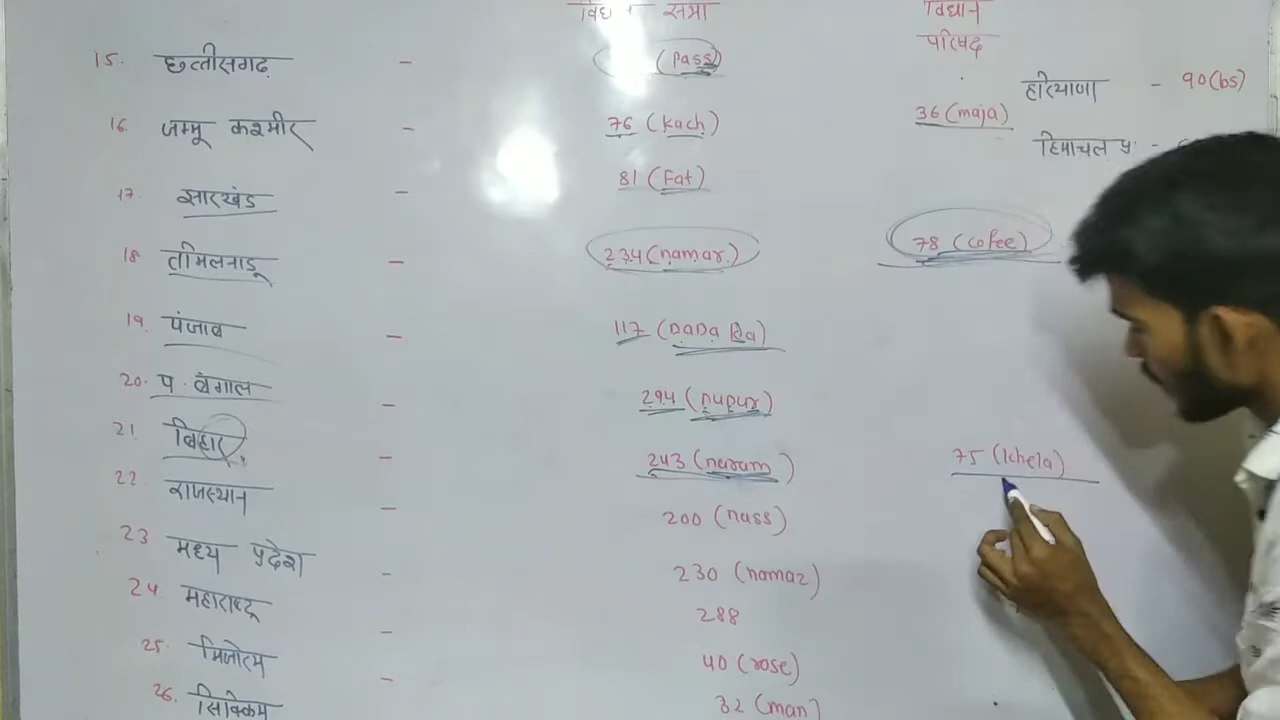 विधान सभा विधान
परिषद
15. छत्तीसगढ़ - (pass)
हरियाणा - 90(bs)
16. जम्मू कश्मीर - 76 (kach) 36 (maja)
हिमाचल प्र. -
17. झारखंड - 81 (Fat)
18 तमिलनाडू - 234(namar.) 78 (cofee)
19. पंजाब - 117 (
20. प. बंगाल - 294 (nupur)
21. बिहार - 243 (naram) 75 (khela)
22. राजस्थान - 200 (nass)
23 मध्य प्रदेश - 230 (namaz)
24 महाराष्ट्र - 288
25. मिजोरम - 40 (rose)
26. सिक्किम 32 (man)